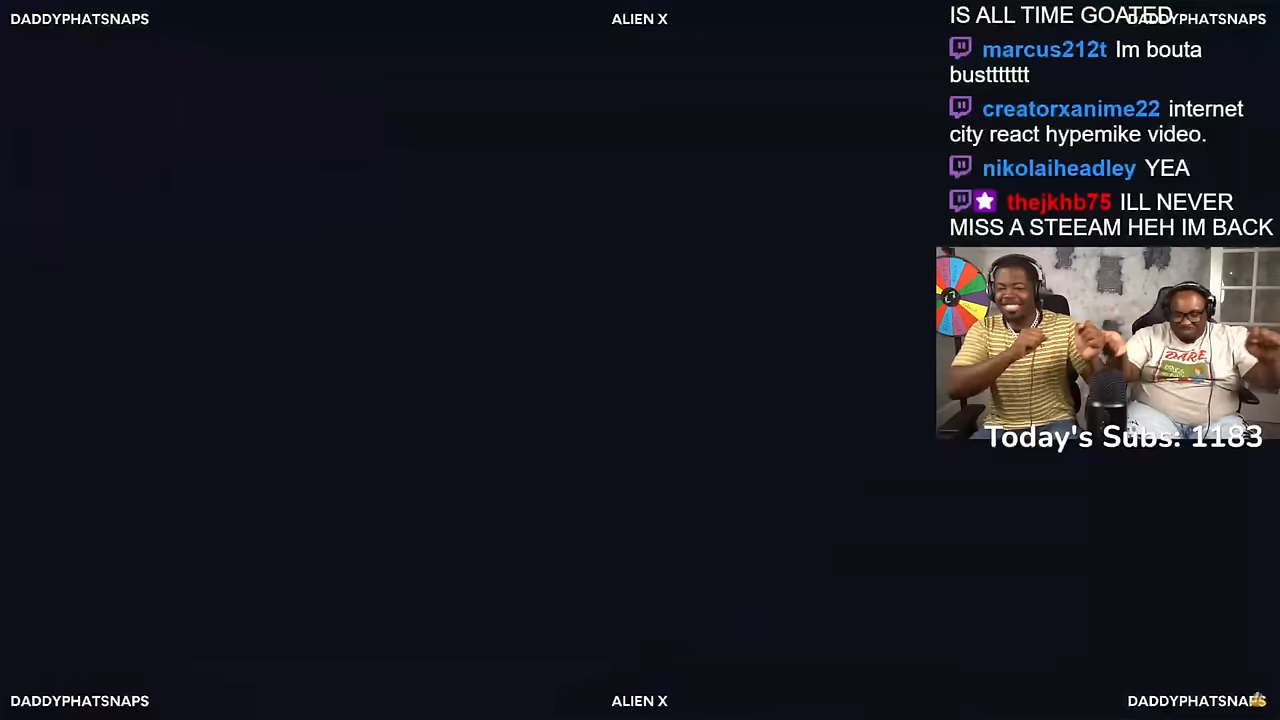 DADDYPHATSNAPS
ALIEN X
DADDYPHATSNAPS
IS ALL TIME GOATED
marcus212t Im bouta
busttttttt
creatorxanime22 internet
city react hypemike video.
nikolaiheadley YEA
thejkhb75 ILL NEVER
MISS A STEEAM HEH IM BACK
DARE
Today's Subs: 1183
DADDYPHATSNAPS
ALIEN X
DADDYPHATSNAPS